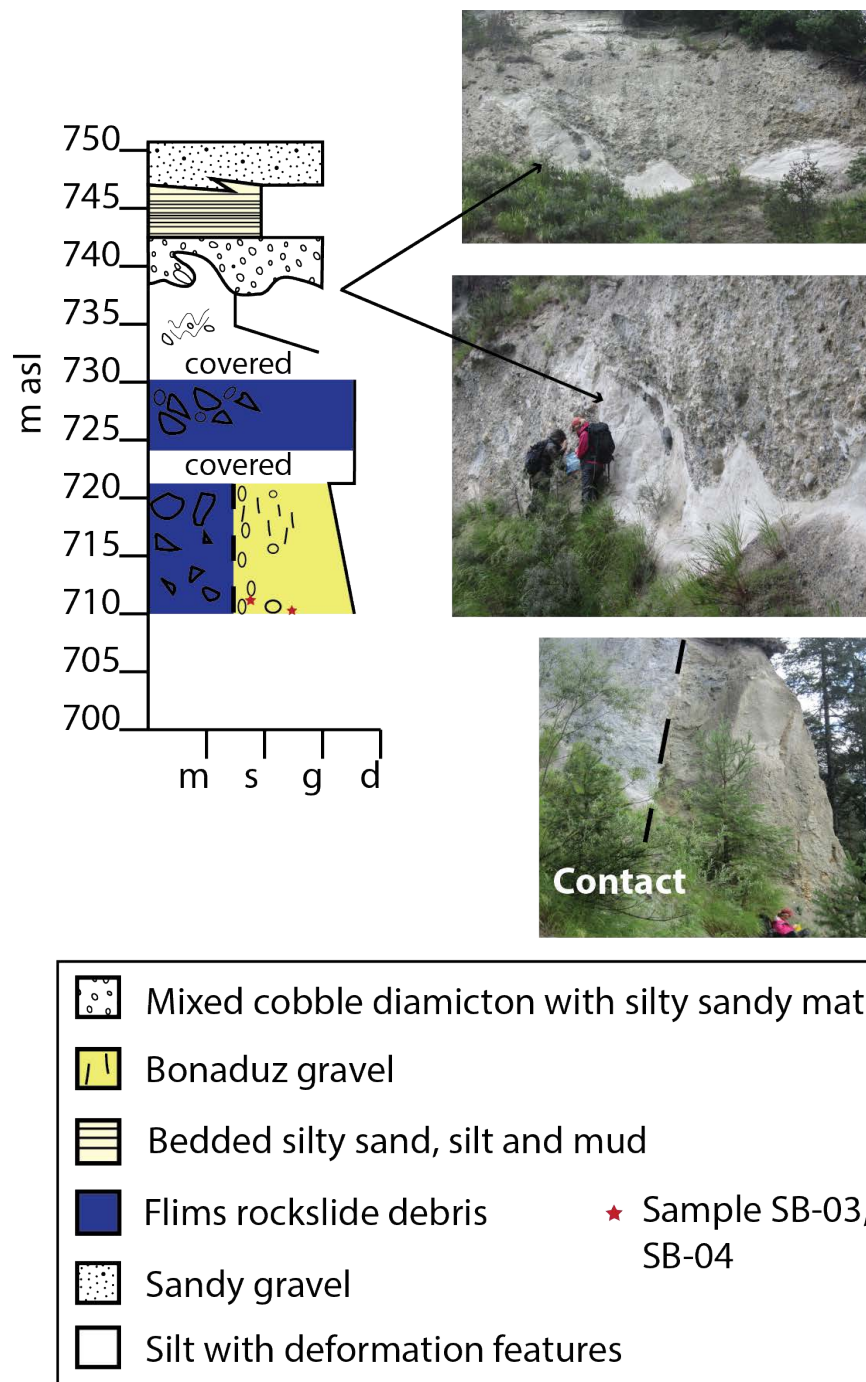 750
745
740
735
730
725
720
715
710
705
700
m asl
covered
covered
m s g d
Contact
Mixed cobble diamicton with silty sandy mat
Bonaduz gravel
Bedded silty sand, silt and mud
Flims rockslide debris
Sample SB-03,
SB-04
Sandy gravel
Silt with deformation features